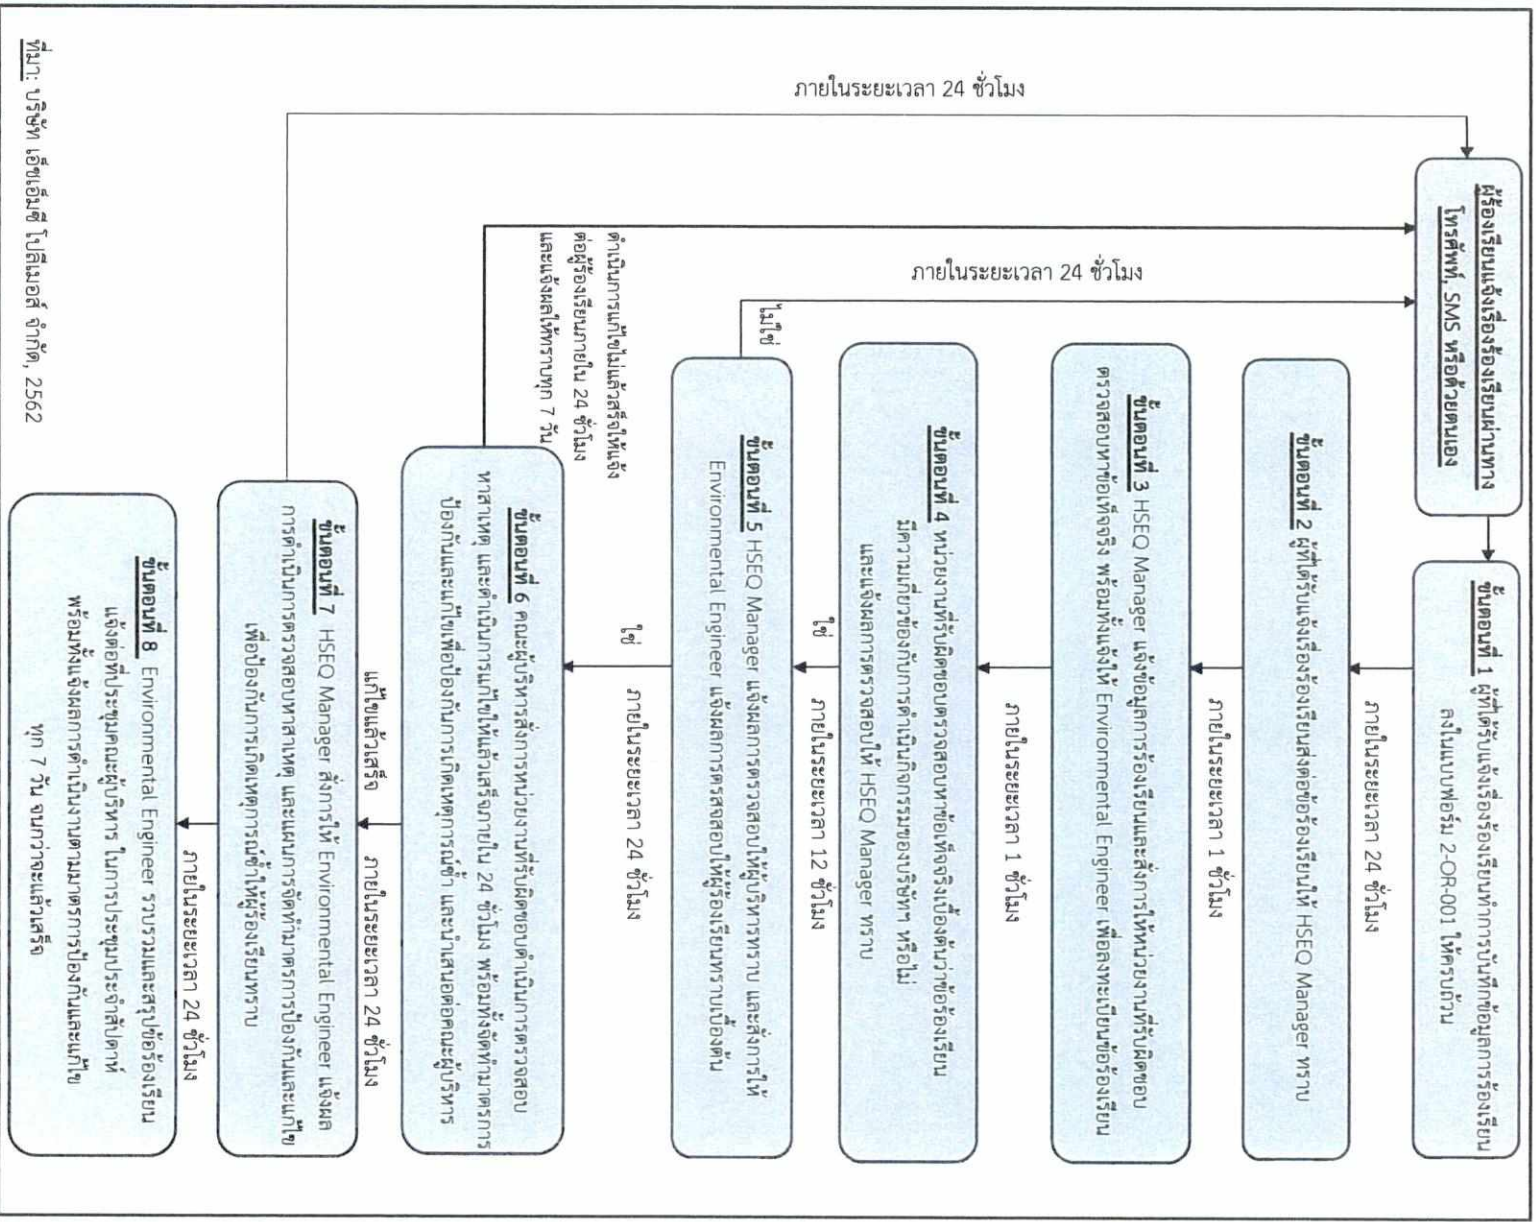 ผู้ร้องเรียนแจ้งเรื่องร้องเรียนผ่านทาง
โทรศัพท์, SMS หรือด้วยตนเอง
ขั้นตอนที่ 1 ผู้ที่ได้รับแจ้งเรื่องร้องเรียนทำการบันทึกข้อมูลการร้องเรียน
ลงในแบบฟอร์ม 2-OR-001 ให้ครบถ้วน
ภายในระยะเวลา 24 ชั่วโมง
ขั้นตอนที่ 2 ผู้ที่ได้รับแจ้งเรื่องร้องเรียนส่งต่อข้อร้องเรียนให้ HSEQ Manager ทราบ
ภายในระยะเวลา 1 ชั่วโมง
ขั้นตอนที่ 3 HSEQ Manager แจ้งข้อมูลการร้องเรียนและสั่งการให้หน่วยงานที่รับผิดชอบ
ตรวจสอบหาข้อเท็จจริง พร้อมทั้งแจ้งให้ Environmental Engineer เพื่อลงทะเบียนข้อร้องเรียน
ภายในระยะเวลา 1 ชั่วโมง
ขั้นตอนที่ 4 หน่วยงานที่รับผิดชอบตรวจสอบหาข้อเท็จจริงเบื้องต้นว่าข้อร้องเรียน
มีความเกี่ยวข้องกับการดำเนินกิจกรรมของบริษัทฯ หรือไม่
และแจ้งผลการตรวจสอบให้ HSEQ Manager ทราบ
ใช่
ภายในระยะเวลา 12 ชั่วโมง
ขั้นตอนที่ 5 HSEQ Manager แจ้งผลการตรวจสอบให้ผู้บริหารทราบ และสั่งการให้
Environmental Engineer แจ้งผลการตรสจสอบให้ผู้ร้องเรียนทราบเบื้องต้น
ไม่ใช่
ภายในระยะเวลา 24 ชั่วโมง
ใช่
ภายในระยะเวลา 24 ชั่วโมง
ขั้นตอนที่ 6 คณะผู้บริหารสั่งการหน่วยงานที่รับผิดชอบดำเนินการตรวจสอบ
หาสาเหตุ และดำเนินการแก้ไขให้แล้วเสร็จภายใน 24 ชั่วโมง พร้อมทั้งจัดทำมาตรการ
ป้องกันและแก้ไขเพื่อป้องกันการเกิดเหตุการณ์ซ้ำ และนำเสนอต่อคณะผู้บริหาร
ดำเนินการแก้ไขไม่แล้วเสร็จให้แจ้ง
ต่อผู้ร้องเรียนภายใน 24 ชั่วโมง
และแจ้งผลให้ทราบทุก 7 วัน
แก้ไขแล้วเสร็จ
ภายในระยะเวลา 24 ชั่วโมง
ขั้นตอนที่ 7 HSEQ Manager สั่งการให้ Environmental Engineer แจ้งผล
การดำเนินการตรวจสอบหาสาเหตุ และแผนการจัดทำมาตรการป้องกันและแก้ไข
เพื่อป้องกันการเกิดเหตุการณ์ซ้ำให้ผู้ร้องเรียนทราบ
ภายในระยะเวลา 24 ชั่วโมง
ภายในระยะเวลา 24 ชั่วโมง
ขั้นตอนที่ 8 Environmental Engineer รวบรวมและสรุปข้อร้องเรียน
แจ้งต่อที่ประชุมคณะผู้บริหาร ในการประชุมประจำสัปดาห์
พร้อมทั้งแจ้งผลการดำเนินงานตามมาตรการป้องกันและแก้ไข
ทุก 7 วัน จนกว่าจะแล้วเสร็จ
ที่มา: บริษัท เอ็ชเอ็มซี โปลีเมอส์ จำกัด, 2562